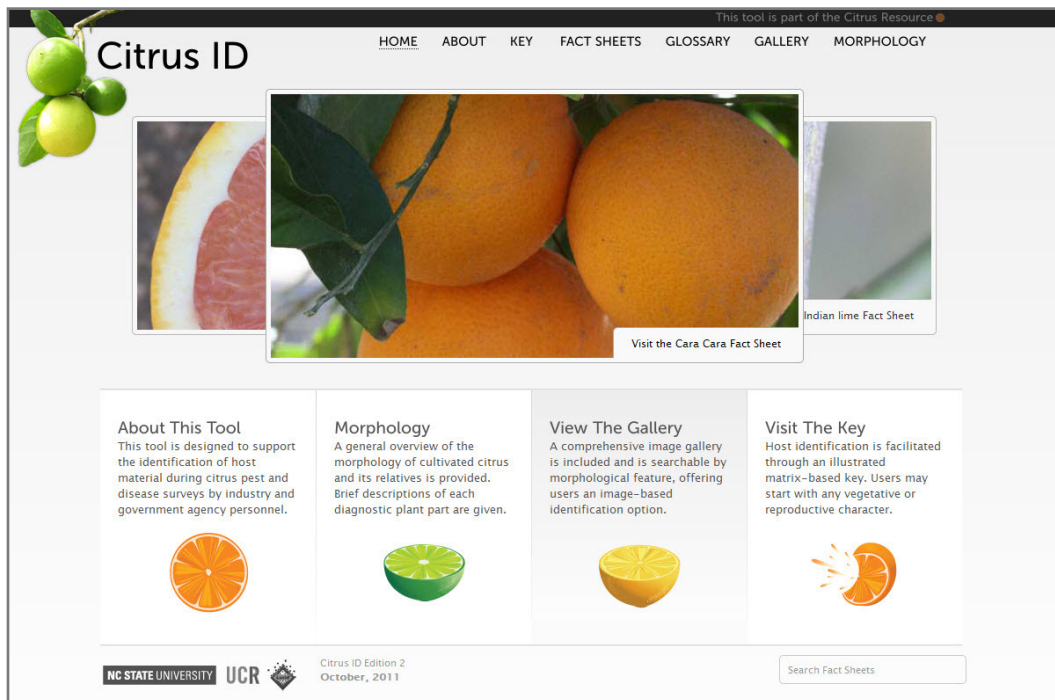 This tool is part of the Citrus Resource
Citrus ID
HOME ABOUT KEY FACT SHEETS GLOSSARY GALLERY MORPHOLOGY
Indian lime Fact Sheet
Visit the Cara Cara Fact Sheet
About This Tool
This tool is designed to support
the identification of host
material during citrus pest and
disease surveys by industry and
government agency personnel.
Morphology
A general overview of the
morphology of cultivated citrus
and its relatives is provided.
Brief descriptions of each
diagnostic plant part are given.
View The Gallery
A comprehensive image gallery
is included and is searchable by
morphological feature, offering
users an image-based
identification option.
Visit The Key
Host identification is facilitated
through an illustrated
matrix-based key. Users may
start with any vegetative or
reproductive character.
NC STATE UNIVERSITY UCR
Citrus ID Edition 2
October, 2011
Search Fact Sheets